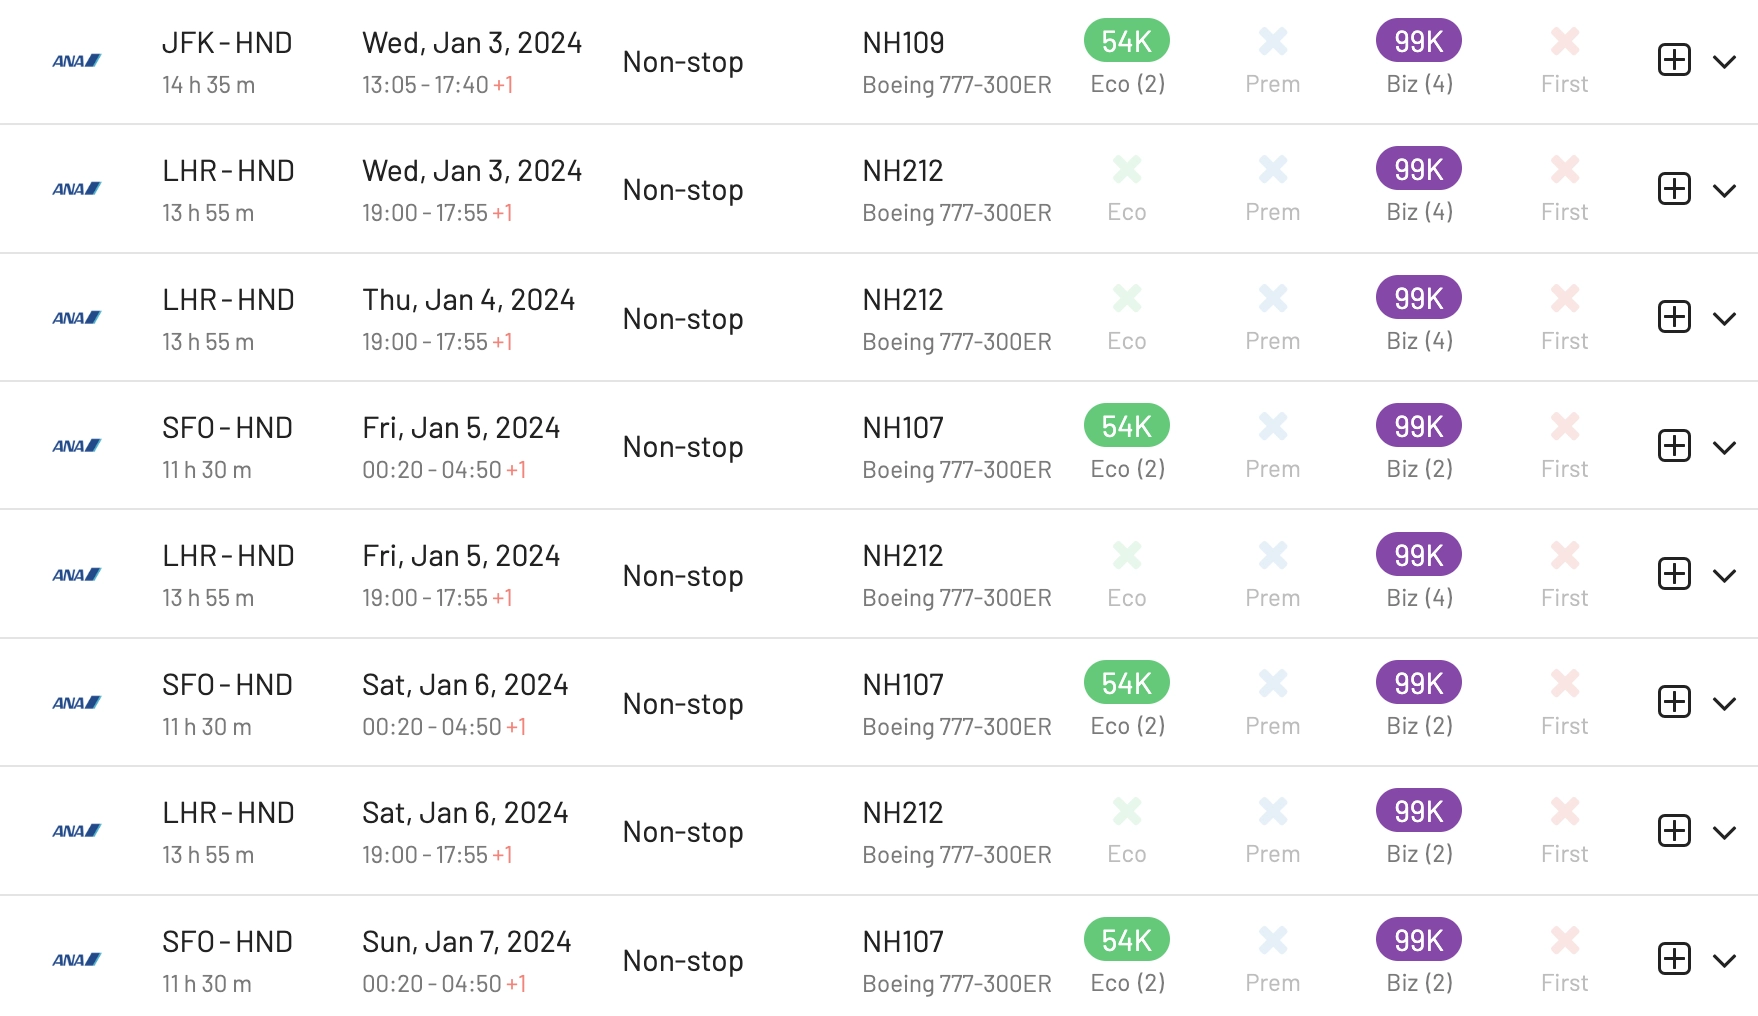 ANA JFK - HND Wed, Jan 3, 2024 Non-stop NH109 54K 99K
14 h 35 m 13:05 - 17:40 +1 Boeing 777-300ER Eco (2) Prem Biz (4) First
ANA LHR - HND Wed, Jan 3, 2024 Non-stop NH212 99K
13 h 55 m 19:00 - 17:55 +1 Boeing 777-300ER Eco Prem Biz (4) First
ANA LHR - HND Thu, Jan 4, 2024 Non-stop NH212 99K
13 h 55 m 19:00 - 17:55 +1 Boeing 777-300ER Eco Prem Biz (4) First
ANA SFO - HND Fri, Jan 5, 2024 Non-stop NH107 54K 99K
11 h 30 m 00:20 - 04:50 +1 Boeing 777-300ER Eco (2) Prem Biz (2) First
ANA LHR - HND Fri, Jan 5, 2024 Non-stop NH212 99K
13 h 55 m 19:00 - 17:55 +1 Boeing 777-300ER Eco Prem Biz (4) First
ANA SFO - HND Sat, Jan 6, 2024 Non-stop NH107 54K 99K
11 h 30 m 00:20 - 04:50 +1 Boeing 777-300ER Eco (2) Prem Biz (2) First
ANA LHR - HND Sat, Jan 6, 2024 Non-stop NH212 99K
13 h 55 m 19:00 - 17:55 +1 Boeing 777-300ER Eco Prem Biz (2) First
ANA SFO - HND Sun, Jan 7, 2024 Non-stop NH107 54K 99K
11 h 30 m 00:20 - 04:50 +1 Boeing 777-300ER Eco (2) Prem Biz (2) First